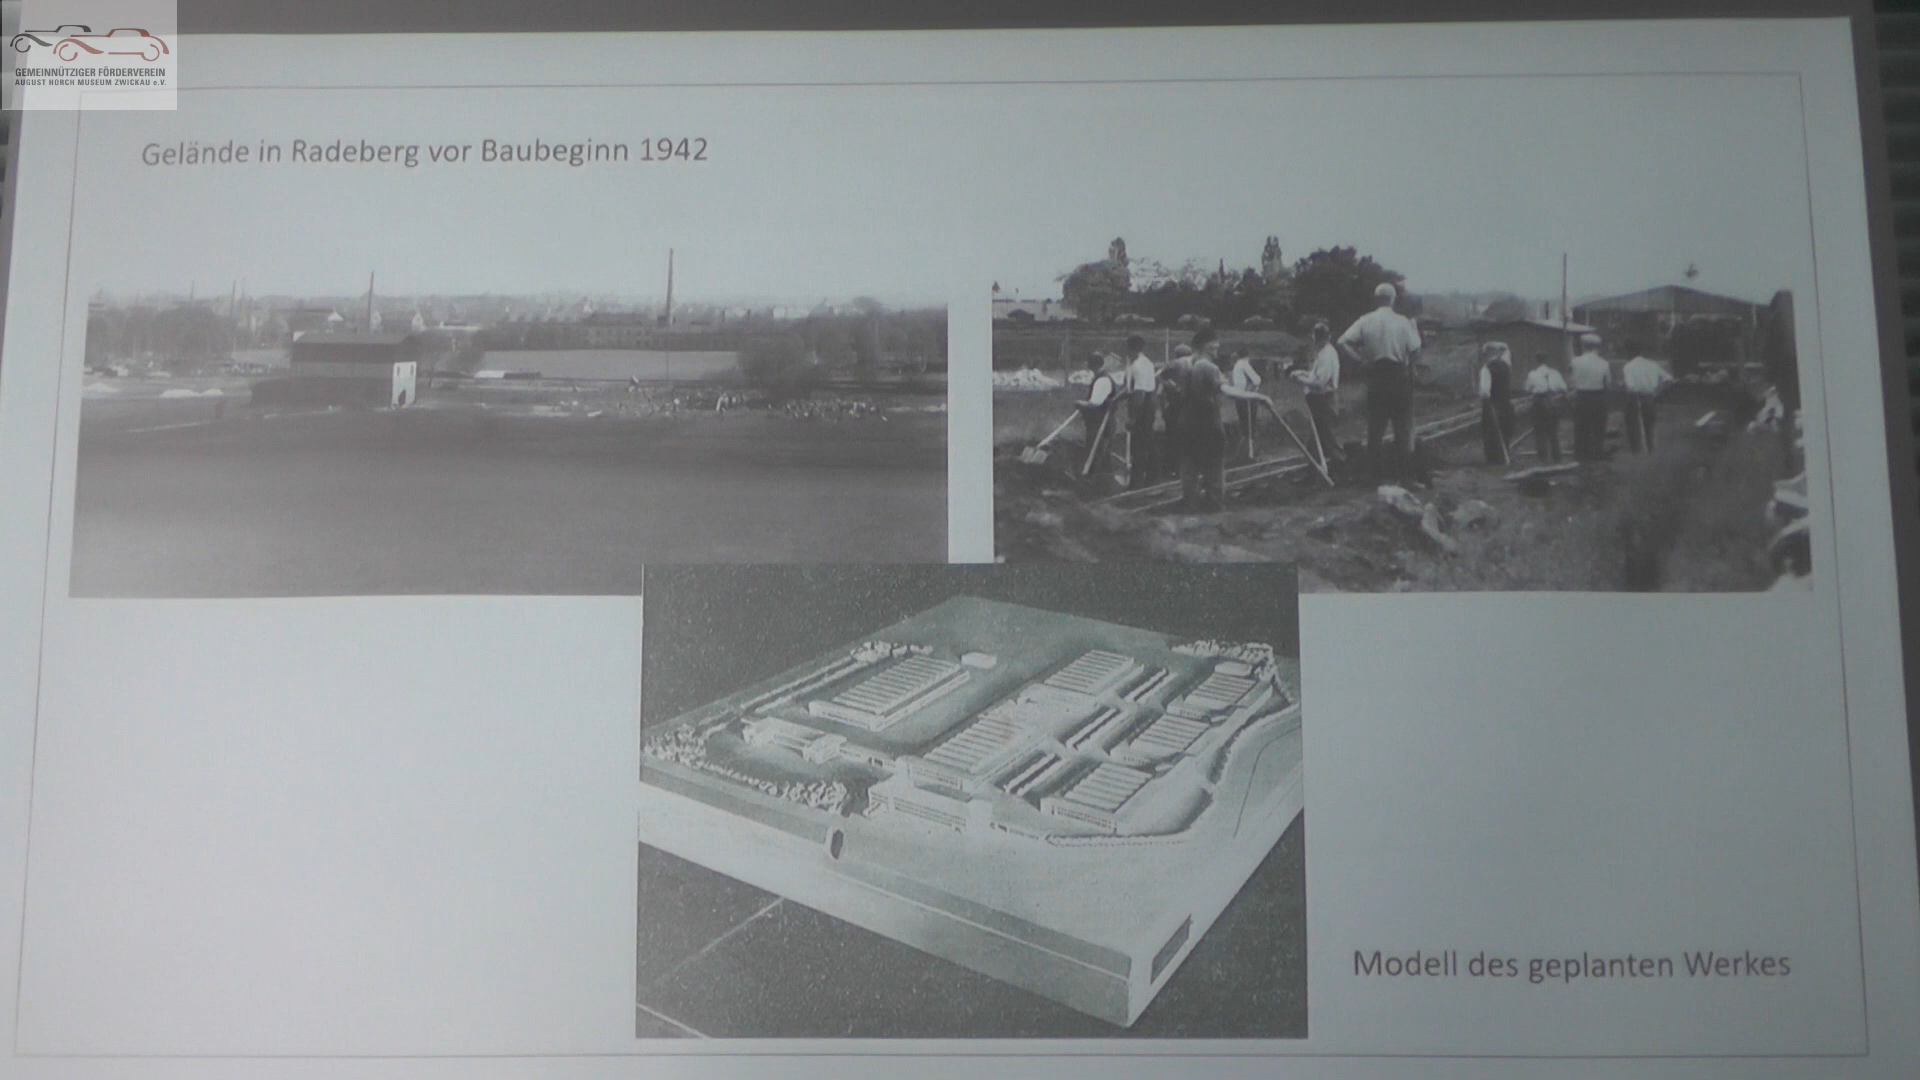 GEMEINNÜTZIGER FÖRDERVEREIN
AUGUST HORCH MUSEUM ZWICKAU e.V.
Gelände in Radeberg vor Baubeginn 1942
Modell des geplanten Werkes